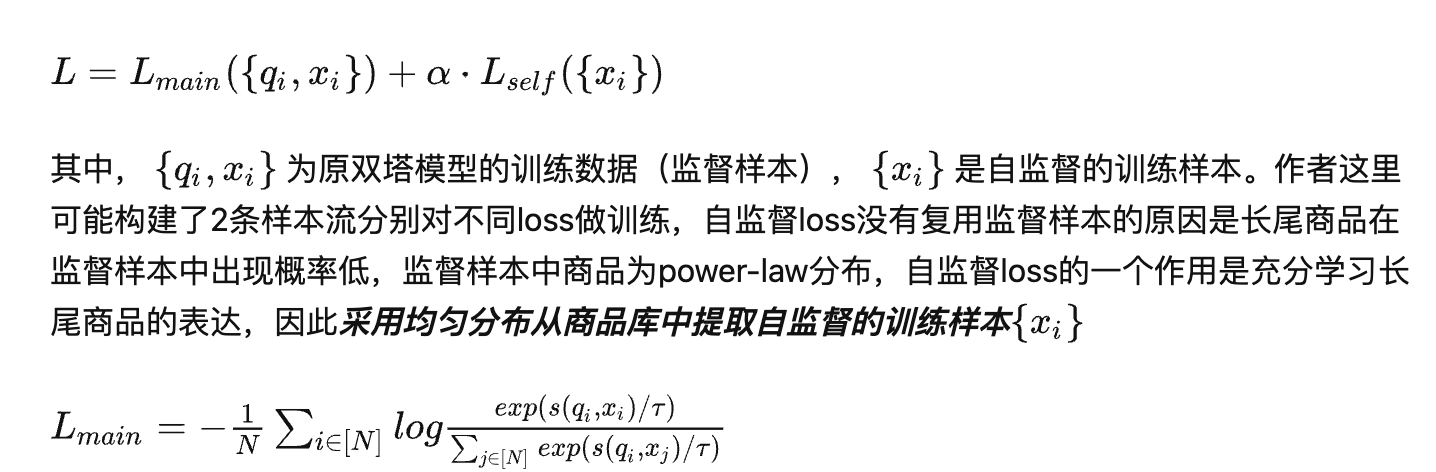 L = L_{main}({q_i, x_i}) + α · L_{self}({x_i})
其中， {q_i, x_i} 为原双塔模型的训练数据（监督样本）， {x_i} 是自监督的训练样本。作者这里
可能构建了2条样本流分别对不同loss做训练，自监督loss没有复用监督样本的原因是长尾商品在
监督样本中出现概率低，监督样本中商品为power-law分布，自监督loss的一个作用是充分学习长
尾商品的表达，因此采用均匀分布从商品库中提取自监督的训练样本{x_i}
L_{main} = -\frac{1}{N} \sum_{i∈[N]} log \frac{exp(s(q_i,x_i)/τ)}{\sum_{j∈[N]} exp(s(q_i,x_j)/τ)}